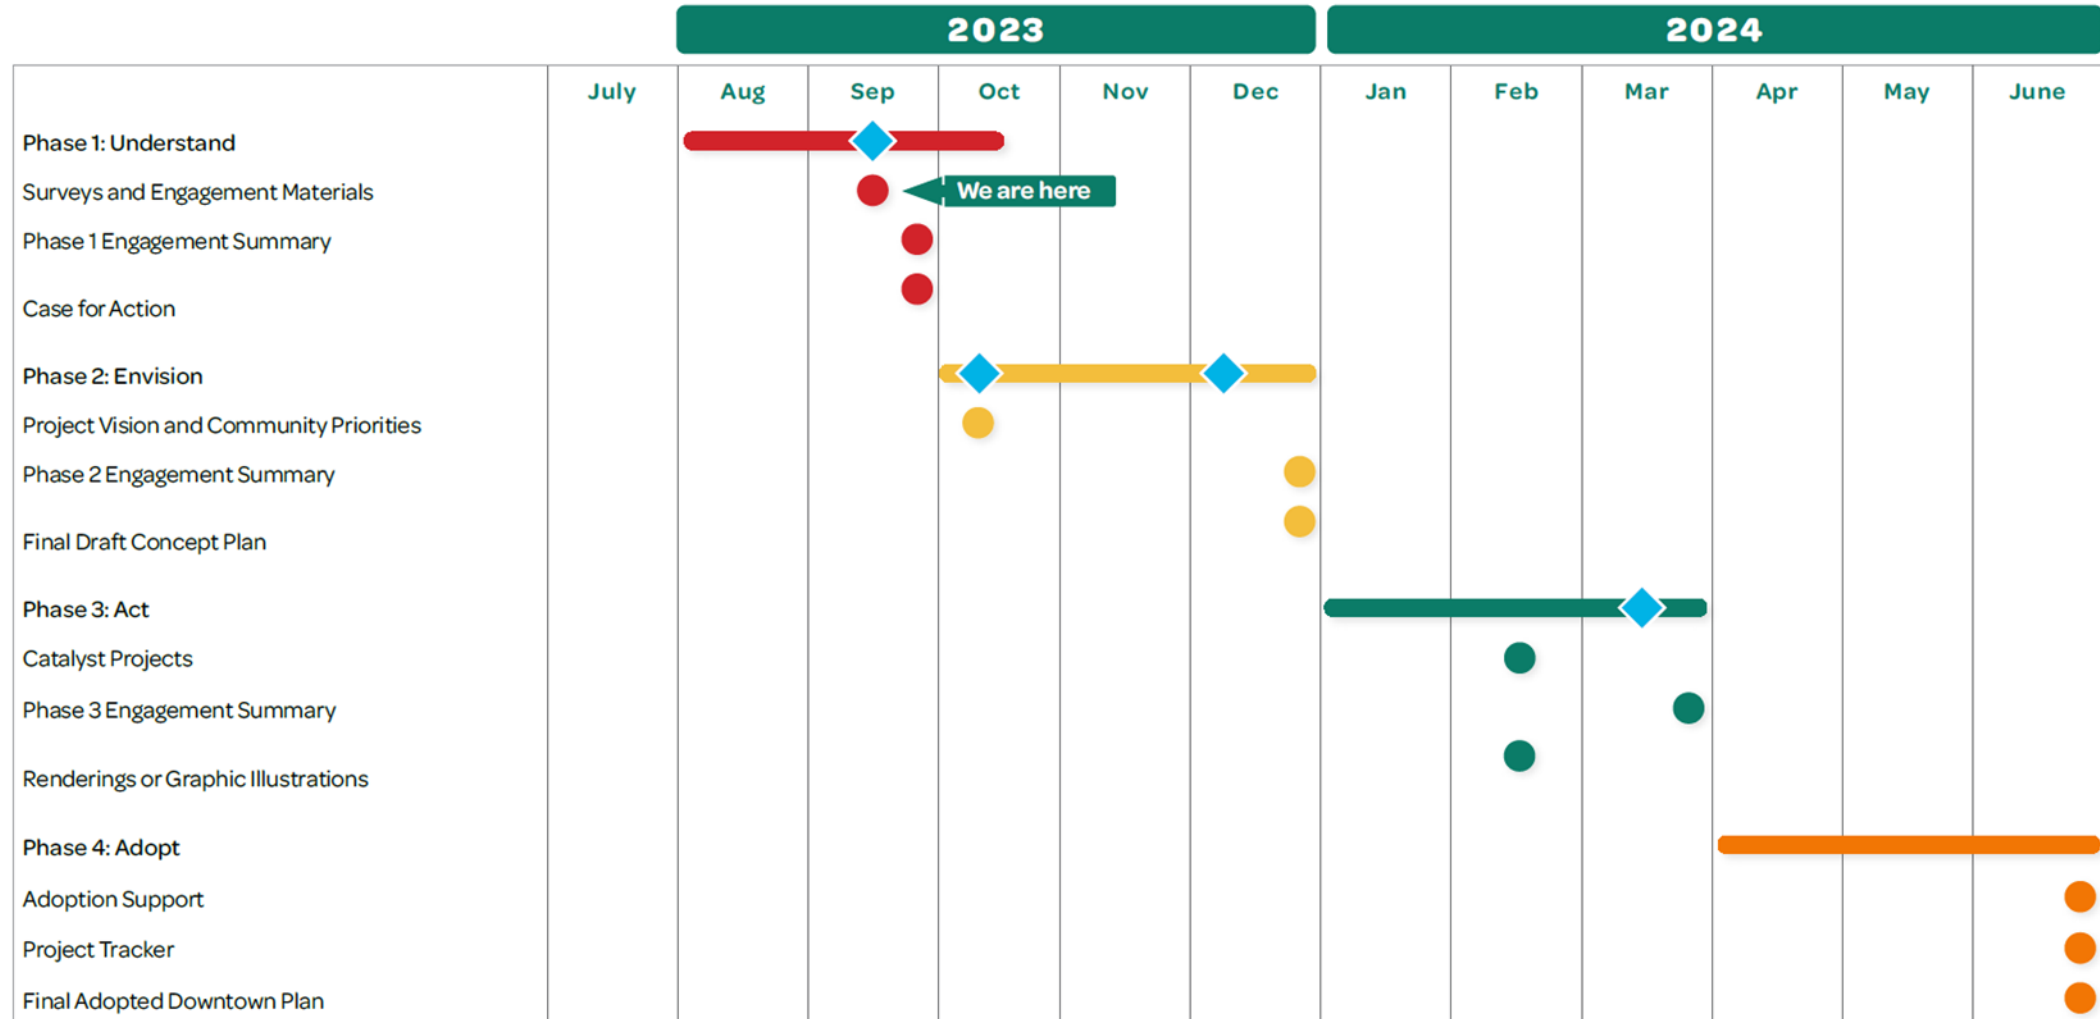 2023 2024
July Aug Sep Oct Nov Dec Jan Feb Mar Apr May June
Phase 1: Understand
Surveys and Engagement Materials
We are here
Phase 1 Engagement Summary
Case for Action
Phase 2: Envision
Project Vision and Community Priorities
Phase 2 Engagement Summary
Final Draft Concept Plan
Phase 3: Act
Catalyst Projects
Phase 3 Engagement Summary
Renderings or Graphic Illustrations
Phase 4: Adopt
Adoption Support
Project Tracker
Final Adopted Downtown Plan